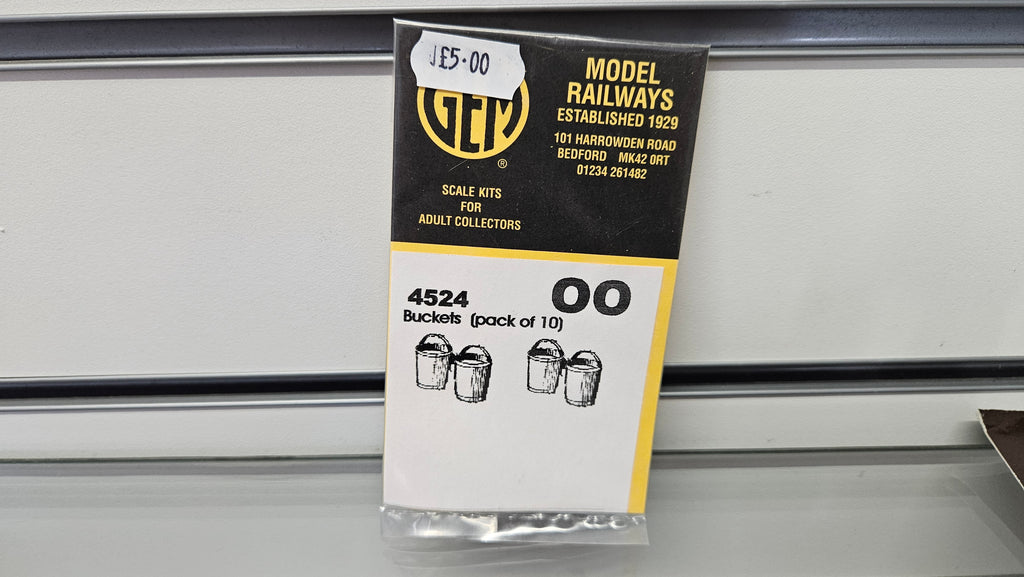 J£5.00
GEM
®
SCALE KITS
FOR
ADULT COLLECTORS
MODEL
RAILWAYS
ESTABLISHED 1929
101 HARROWDEN ROAD
BEDFORD MK42 0RT
01234 261482
4524
OO
Buckets (pack of 10)